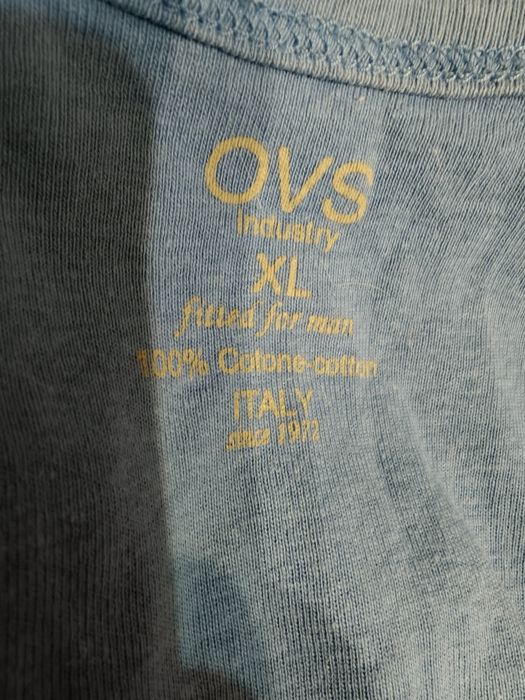 OVS
Industry
XL
fitted for man
100% Cotone-cotton
ITALY
since 1972